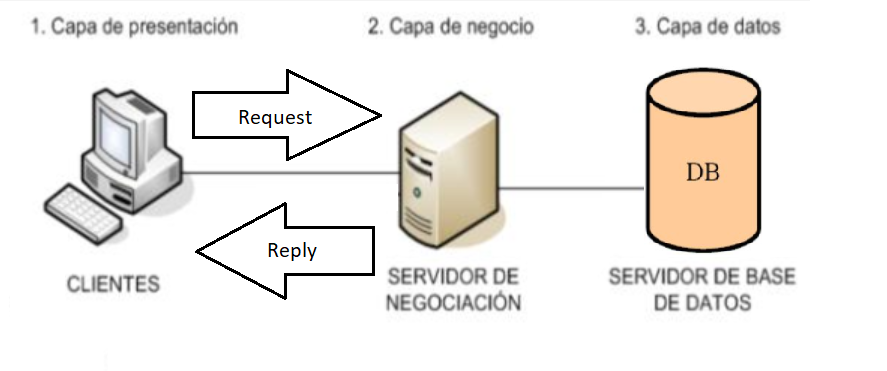 1. Capa de presentación
2. Capa de negocio
3. Capa de datos
Request
DB
Reply
CLIENTES
SERVIDOR DE
NEGOCIACIÓN
SERVIDOR DE BASE
DE DATOS